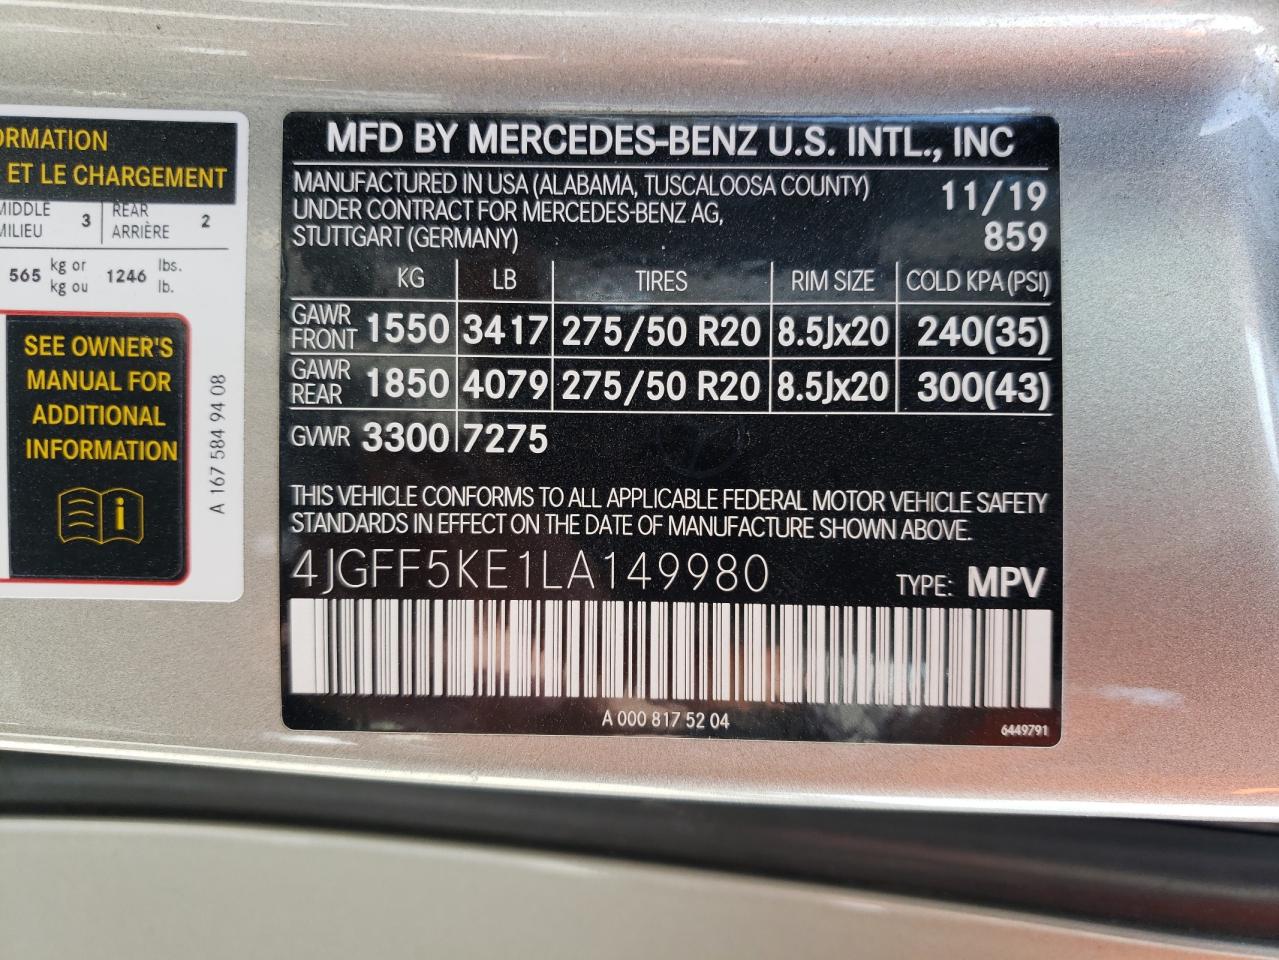 ORMATION
ET LE CHARGEMENT
MIDDLE
MILIEU
3
REAR
ARRIÈRE
2
565 kg or 1246 lbs.
kg ou lb.
SEE OWNER'S
MANUAL FOR
ADDITIONAL
INFORMATION
i
A 167 584 94 08
MFD BY MERCEDES-BENZ U.S. INTL., INC
MANUFACTURED IN USA (ALABAMA, TUSCALOOSA COUNTY) 11/19
UNDER CONTRACT FOR MERCEDES-BENZ AG,
STUTTGART (GERMANY) 859
KG LB TIRES RIM SIZE COLD KPA (PSI)
GAWR FRONT 1550 3417 275/50 R20 8.5Jx20 240(35)
GAWR REAR 1850 4079 275/50 R20 8.5Jx20 300(43)
GVWR 3300 7275
THIS VEHICLE CONFORMS TO ALL APPLICABLE FEDERAL MOTOR VEHICLE SAFETY
STANDARDS IN EFFECT ON THE DATE OF MANUFACTURE SHOWN ABOVE.
4JGFF5KE1LA149980 TYPE: MPV
A 000 817 52 04
6449791